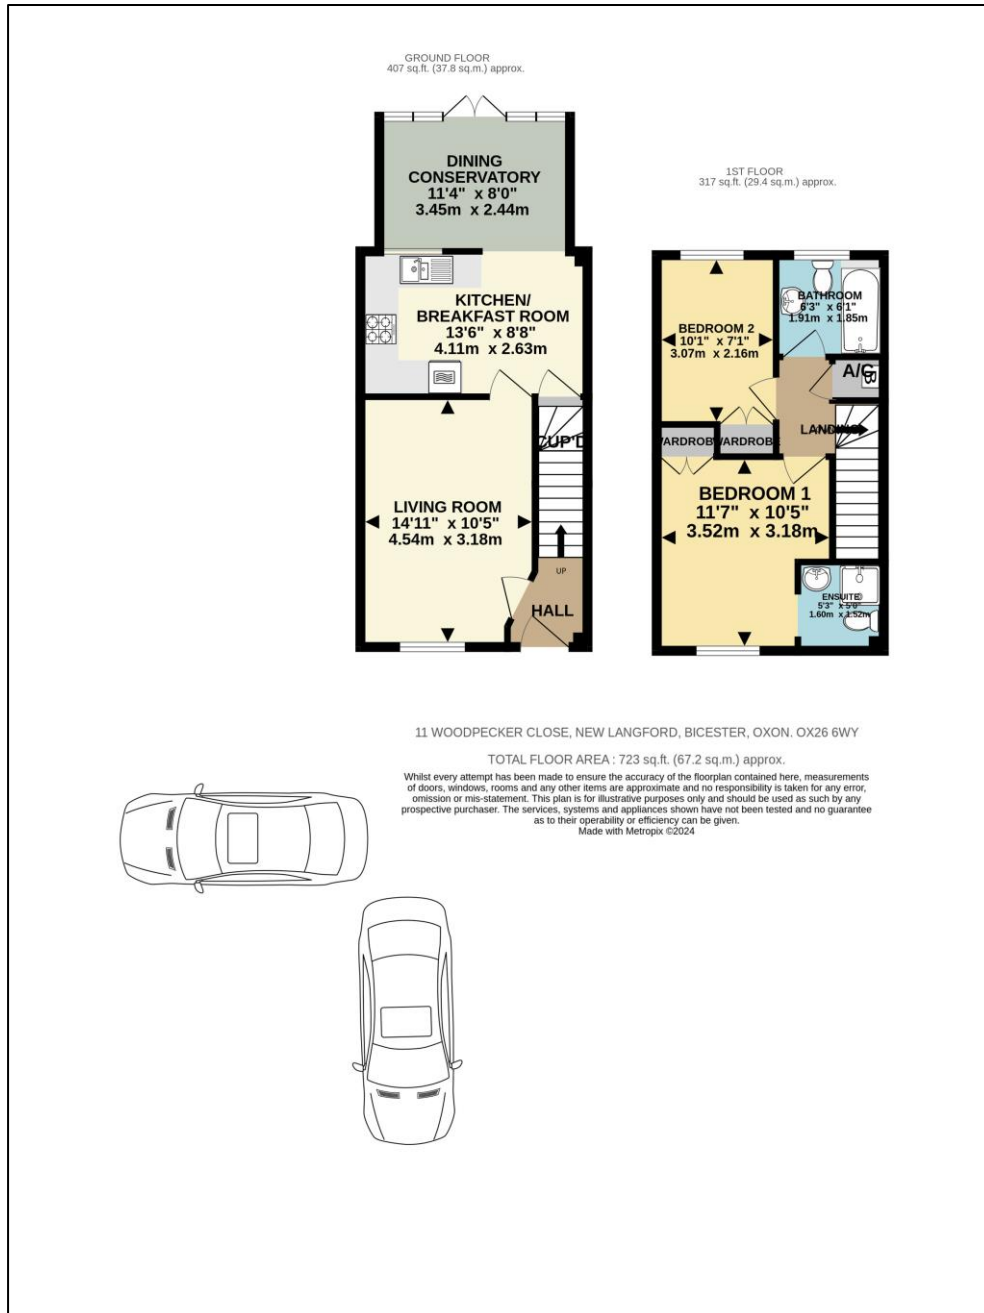 GROUND FLOOR
407 sq.ft. (37.8 sq.m.) approx.
DINING
CONSERVATORY
11'4" x 8'0"
3.45m x 2.44m
KITCHEN/
BREAKFAST ROOM
13'6" x 8'8"
4.11m x 2.63m
CUP'D
LIVING ROOM
14'11" x 10'5"
4.54m x 3.18m
UP
HALL
1ST FLOOR
317 sq.ft. (29.4 sq.m.) approx.
BATHROOM
6'3" x 6'1"
1.91m x 1.85m
BEDROOM 2
10'1" x 7'1"
3.07m x 2.16m
A/C
B
LANDING
WARDROBE
WARDROBE
BEDROOM 1
11'7" x 10'5"
3.52m x 3.18m
ENSUITE
5'3" x 5'0"
1.60m x 1.52m
11 WOODPECKER CLOSE, NEW LANGFORD, BICESTER, OXON. OX26 6WY
TOTAL FLOOR AREA : 723 sq.ft. (67.2 sq.m.) approx.
Whilst every attempt has been made to ensure the accuracy of the floorplan contained here, measurements
of doors, windows, rooms and any other items are approximate and no responsibility is taken for any error,
omission or mis-statement. This plan is for illustrative purposes only and should be used as such by any
prospective purchaser. The services, systems and appliances shown have not been tested and no guarantee
as to their operability or efficiency can be given.
Made with Metropix ©2024